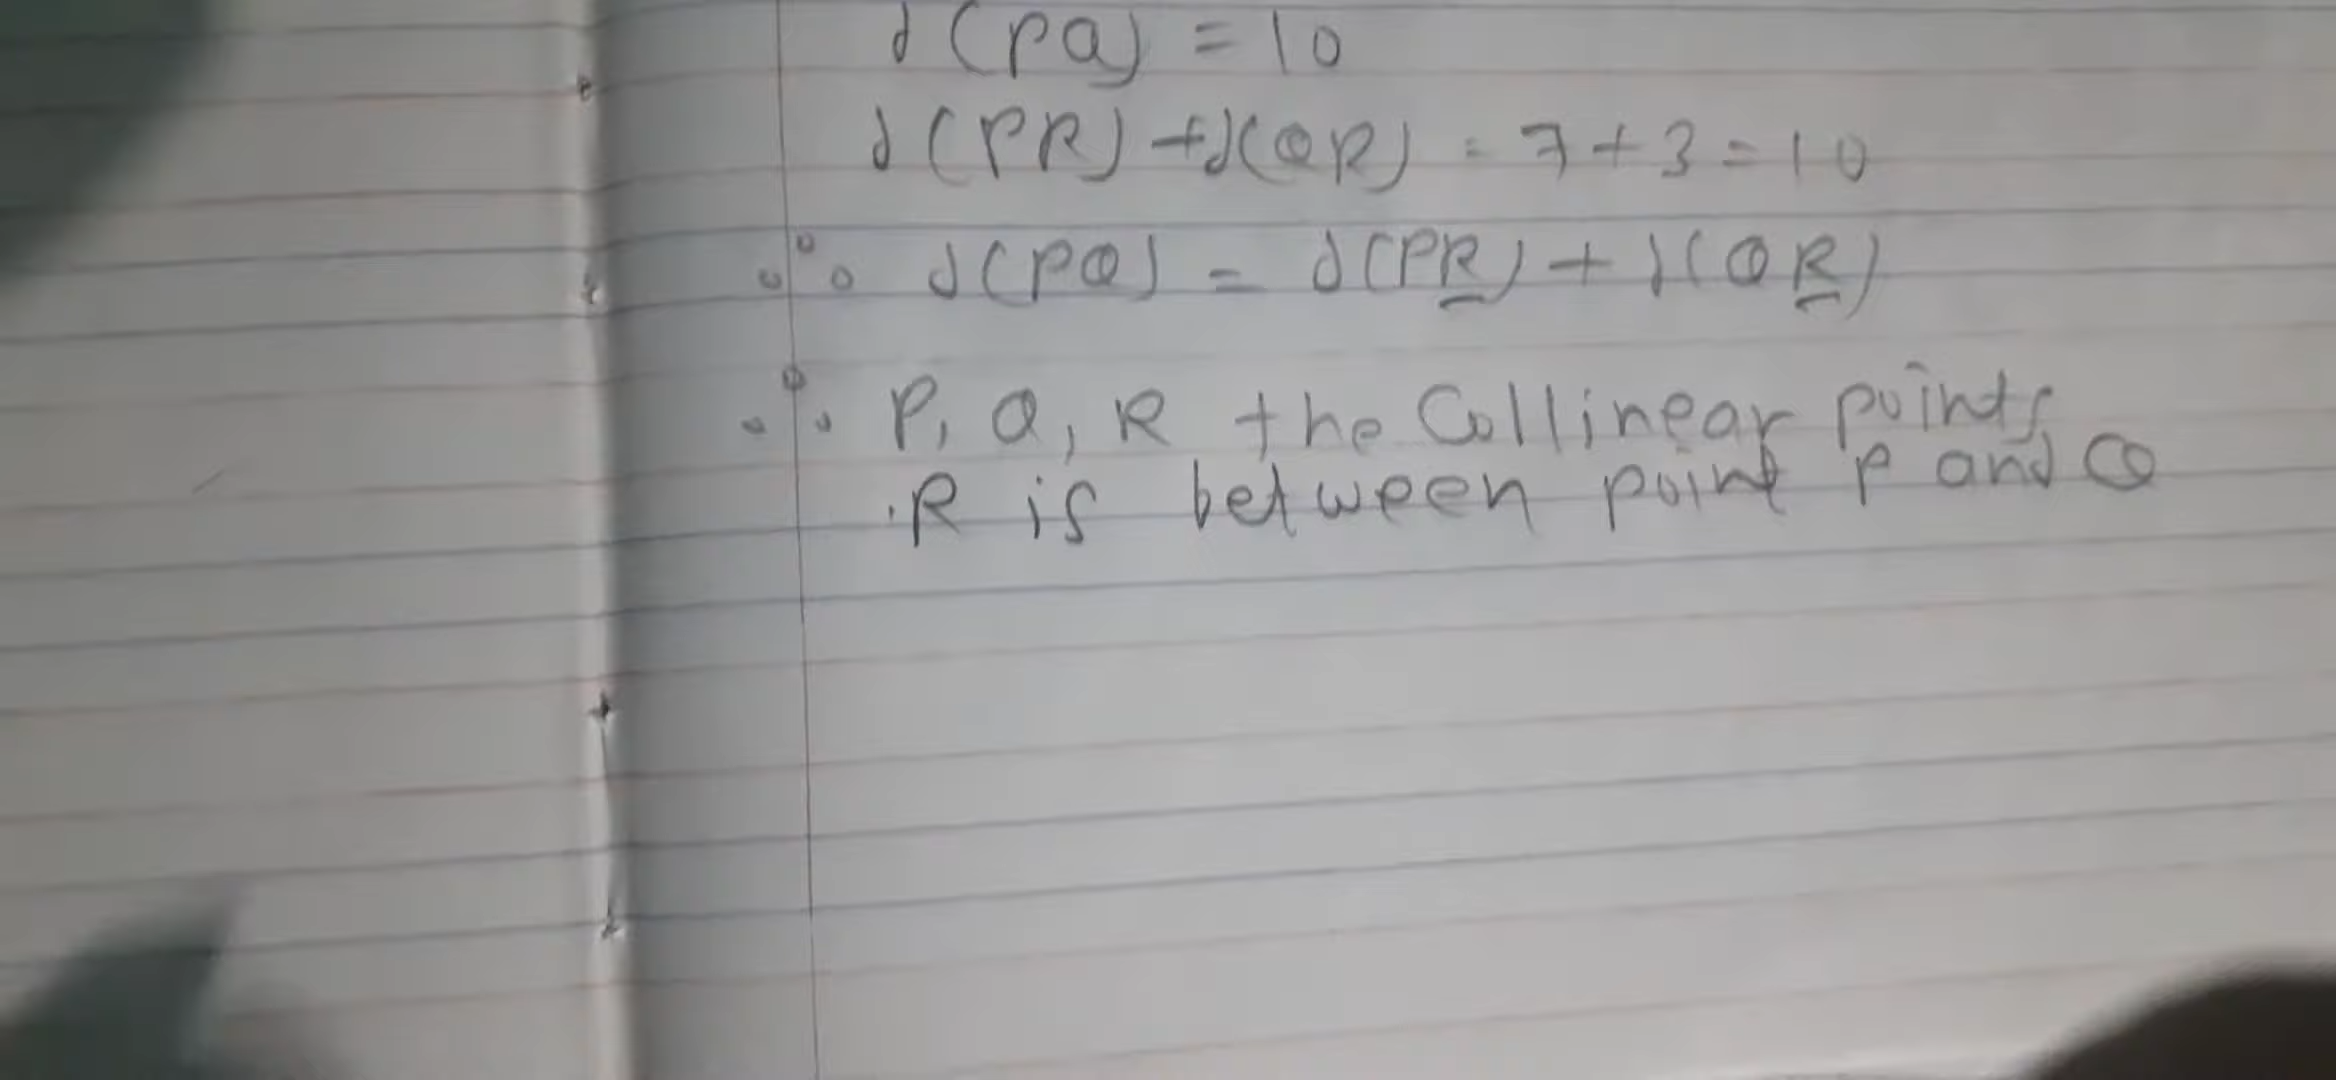 d(PQ) = 10
d(PR) + d(QR) = 7 + 3 = 10
∴ d(PQ) = d(PR) + d(QR)
∴ P, Q, R the Collinear points
.R is between point P and Q